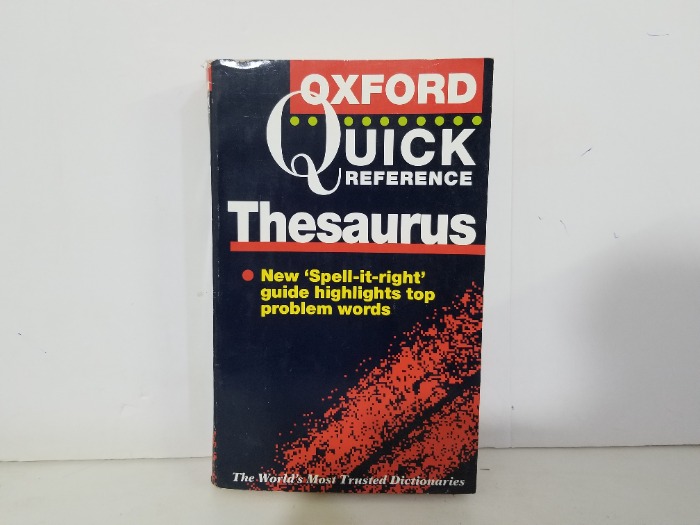 OXFORD
QUICK
REFERENCE
Thesaurus
New ‘Spell-it-right’
guide highlights top
problem words
The World's Most Trusted Dictionaries